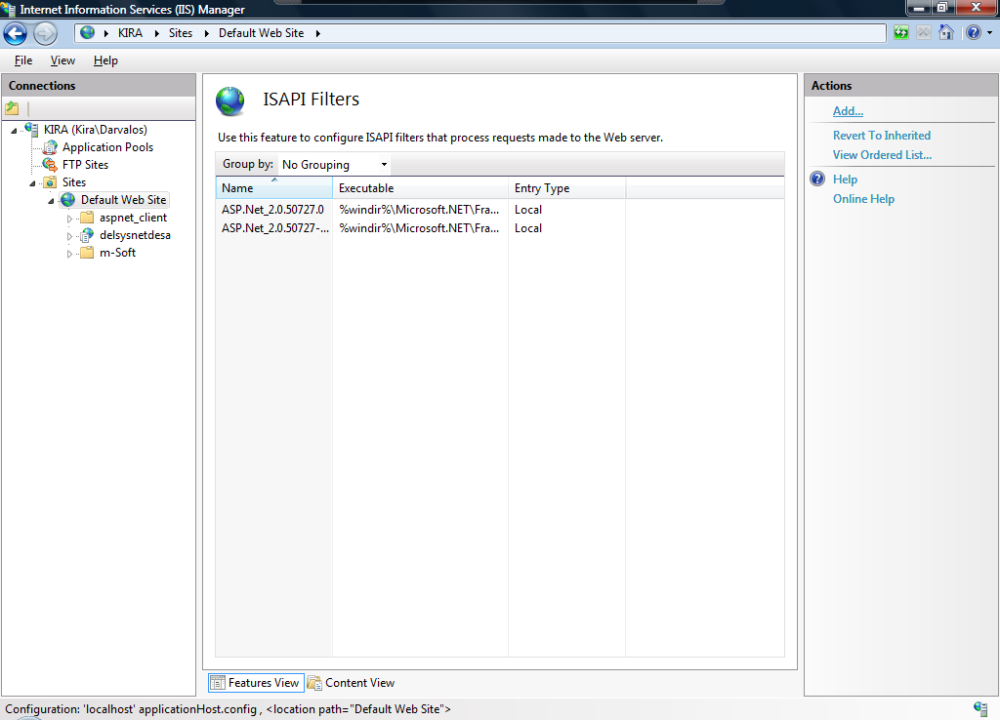 Internet Information Services (IIS) Manager
KIRA Sites Default Web Site
File View Help
Connections
KIRA (Kira\Darvalos)
Application Pools
FTP Sites
Sites
Default Web Site
aspnet_client
delsysnetdesa
m-Soft
ISAPI Filters
Use this feature to configure ISAPI filters that process requests made to the Web server.
Group by: No Grouping
Name Executable Entry Type
ASP.Net_2.0.50727.0 %windir%\Microsoft.NET\Fra... Local
ASP.Net_2.0.50727-... %windir%\Microsoft.NET\Fra... Local
Features View Content View
Actions
Add...
Revert To Inherited
View Ordered List...
Help
Online Help
Configuration: 'localhost' applicationHost.config , <location path="Default Web Site">